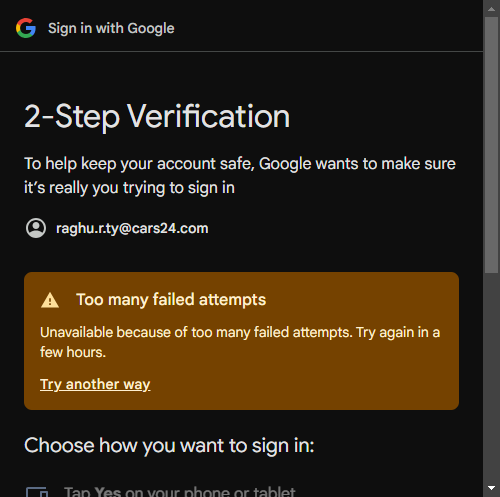 Sign in with Google
2-Step Verification
To help keep your account safe, Google wants to make sure
it’s really you trying to sign in
raghu.r.ty@cars24.com
Too many failed attempts
Unavailable because of too many failed attempts. Try again in a
few hours.
Try another way
Choose how you want to sign in:
Tap Yes on your phone or tablet